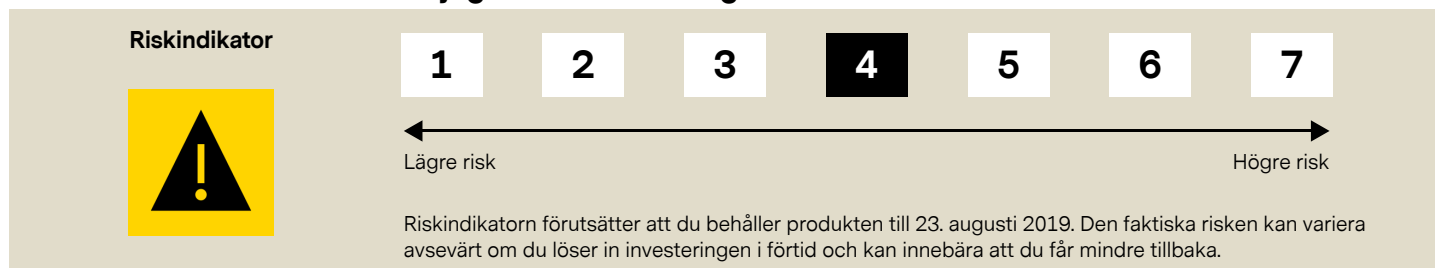 Riskindikator
1 2 3 4 5 6 7
Lägre risk Högre risk
Riskindikatorn förutsätter att du behåller produkten till 23. augusti 2019. Den faktiska risken kan variera
avsevärt om du löser in investeringen i förtid och kan innebära att du får mindre tillbaka.